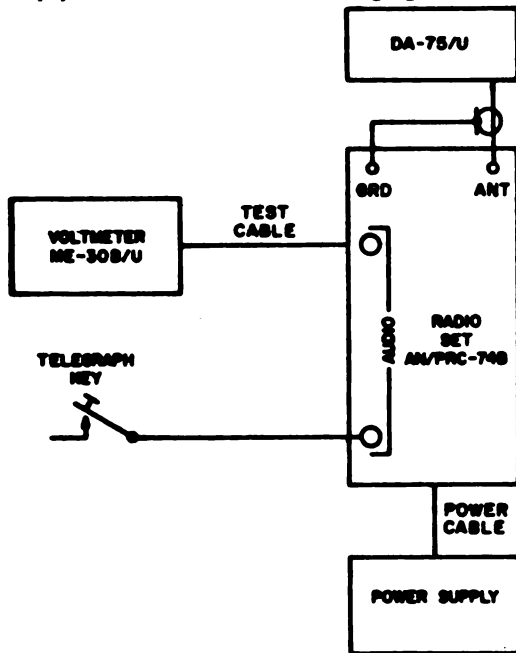 DA-75/U
GRD
ANT
TEST
CABLE
VOLTMETER
ME-30B/U
AUDIO
RADIO
SET
AN/PRC-74B
TELEGRAPH
KEY
POWER
CABLE
POWER SUPPLY